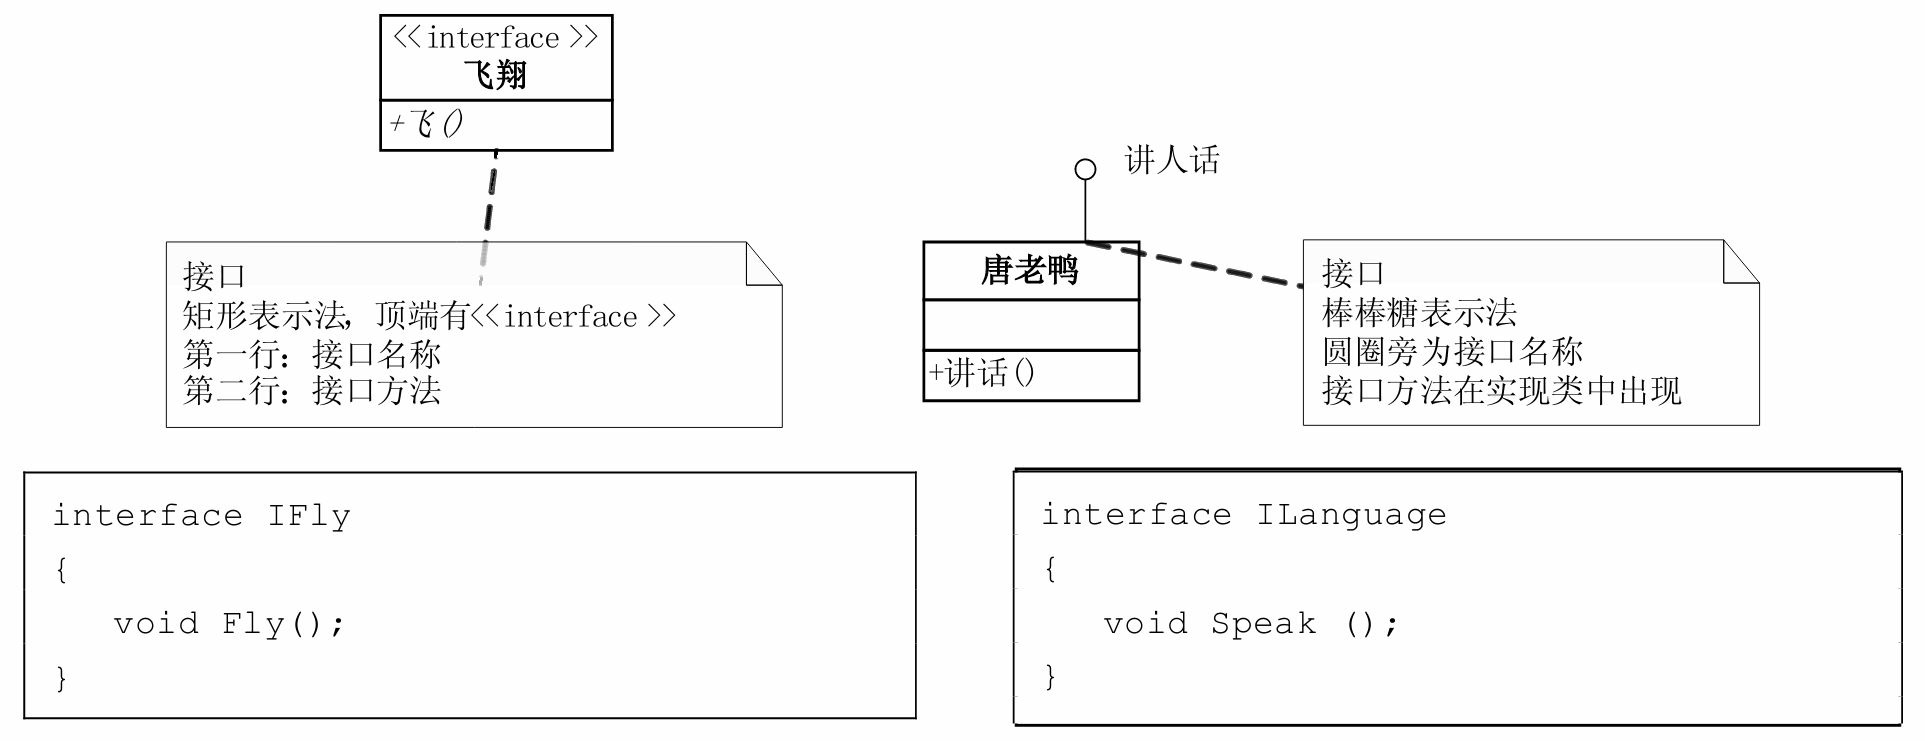 <<interface>>
飞翔
+飞()
接口
矩形表示法，顶端有<<interface>>
第一行：接口名称
第二行：接口方法
讲人话
唐老鸭
+讲话()
接口
棒棒糖表示法
圆圈旁为接口名称
接口方法在实现类中出现
interface IFly
{
void Fly();
}
interface ILanguage
{
void Speak ();
}